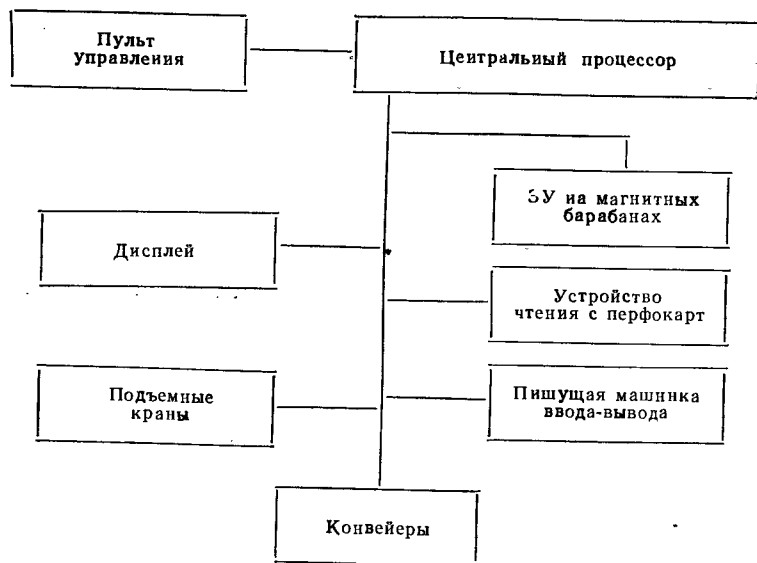 Пульт
управления
Центральный процессор
ЗУ на магнитных
барабанах
Дисплей
Устройство
чтения с перфокарт
Подъемные
краны
Пишущая машинка
ввода-вывода
Конвейеры